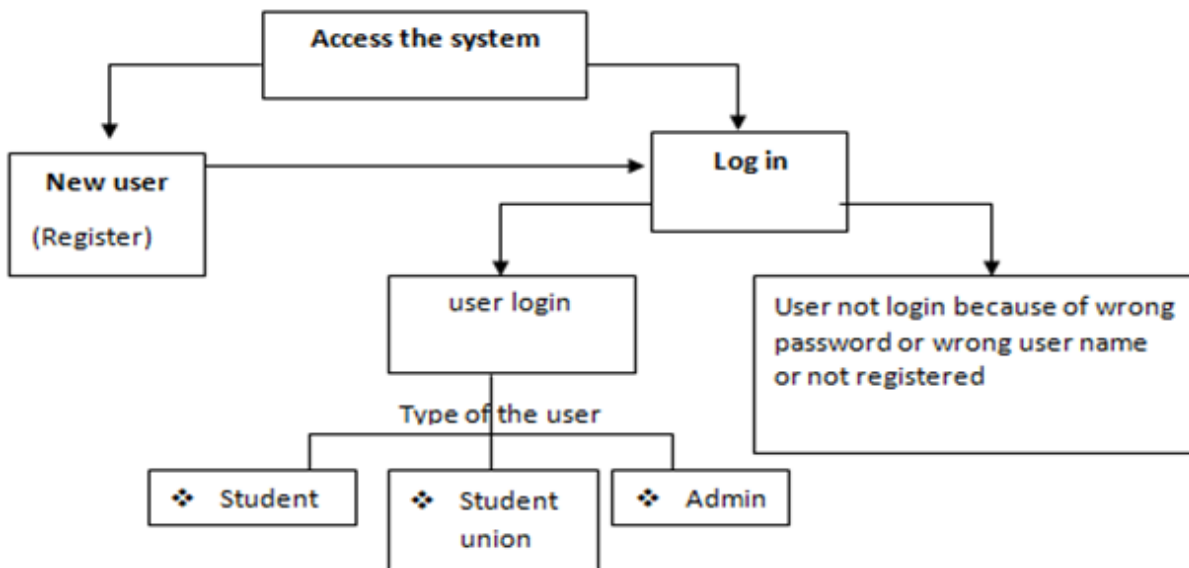 Access the system
New user
(Register)
Log in
user login
User not login because of wrong
password or wrong user name
or not registered
Type of the user
❖ Student
❖ Student
union
❖ Admin